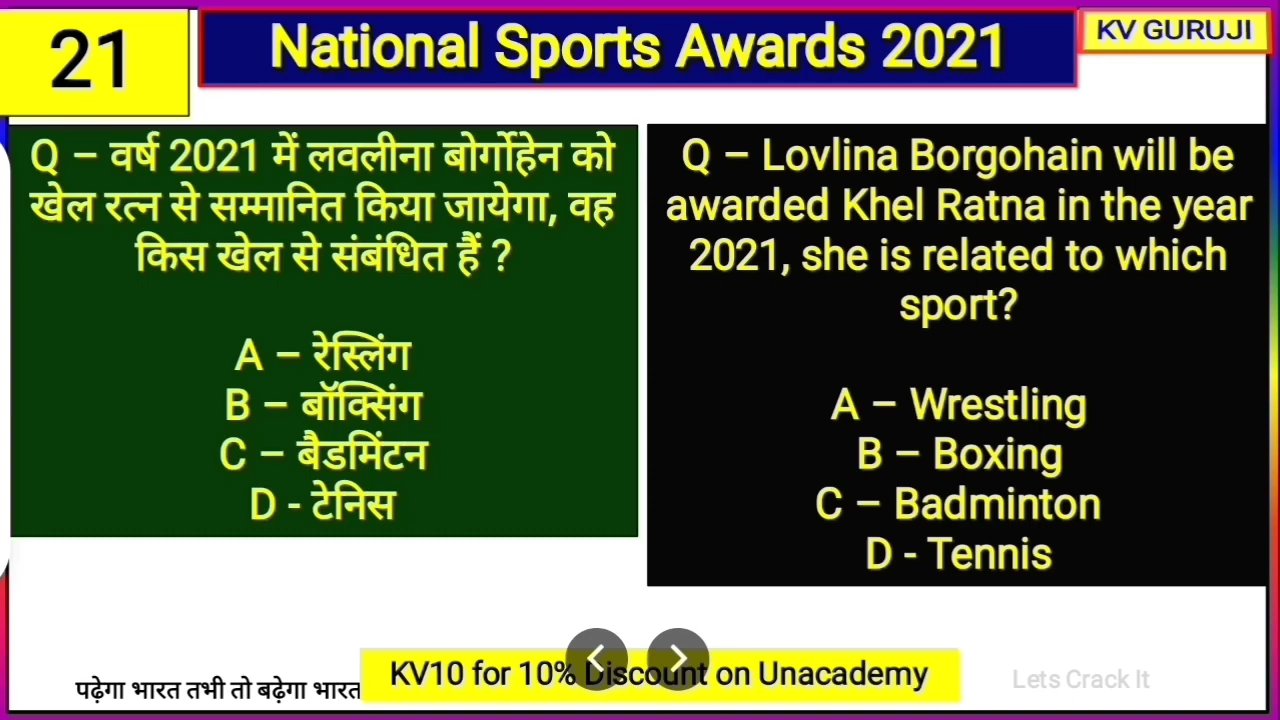 21
National Sports Awards 2021
KV GURUJI
Q – वर्ष 2021 में लवलीना बोर्गोहेन को
खेल रत्न से सम्मानित किया जायेगा, वह
किस खेल से संबंधित हैं ?
A – रेस्लिंग
B – बॉक्सिंग
C – बैडमिंटन
D - टेनिस
Q – Lovlina Borgohain will be
awarded Khel Ratna in the year
2021, she is related to which
sport?
A – Wrestling
B – Boxing
C – Badminton
D - Tennis
पढ़ेगा भारत तभी तो बढ़ेगा भारत
KV10 for 10% Discount on Unacademy
Lets Crack It